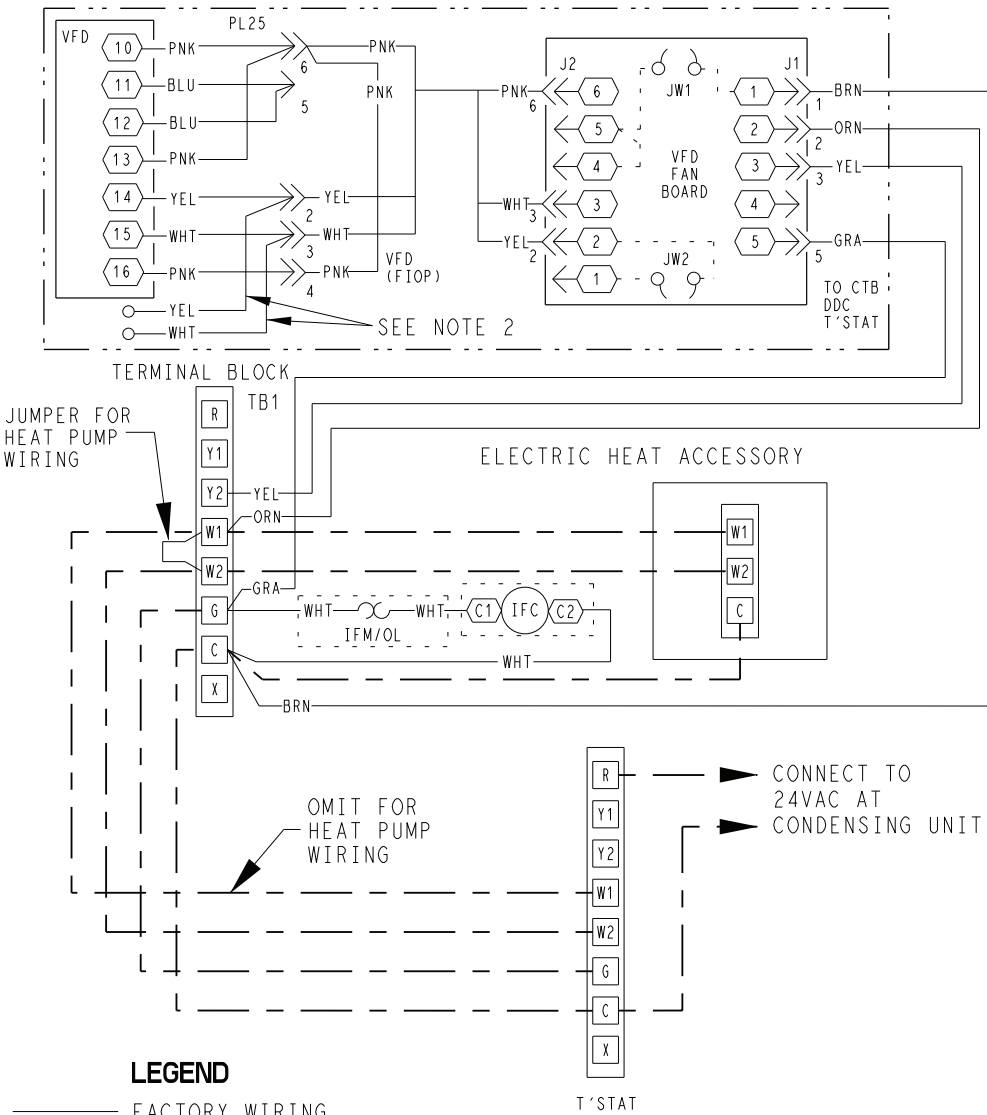 VFD
PL25
10
PNK
11
BLU
12
BLU
13
PNK
14
YEL
15
WHT
16
PNK
YEL
WHT
6
5
2
3
4
PNK
PNK
YEL
WHT
PNK
VFD
(FIOP)
SEE NOTE 2
J2
J1
PNK
6
WHT
3
YEL
2
6
5
4
3
2
1
JW1
VFD
FAN
BOARD
JW2
1
2
3
4
5
1
2
3
5
BRN
ORN
YEL
GRA
TO CTB
DDC
T'STAT
TERMINAL BLOCK
TB1
JUMPER FOR
HEAT PUMP
WIRING
R
Y1
Y2
W1
W2
G
C
X
YEL
ORN
GRA
WHT
WHT
IFM/OL
C1
IFC
C2
WHT
BRN
ELECTRIC HEAT ACCESSORY
W1
W2
C
OMIT FOR
HEAT PUMP
WIRING
R
Y1
Y2
W1
W2
G
C
X
T'STAT
CONNECT TO
24VAC AT
CONDENSING UNIT
LEGEND
FACTORY WIRING